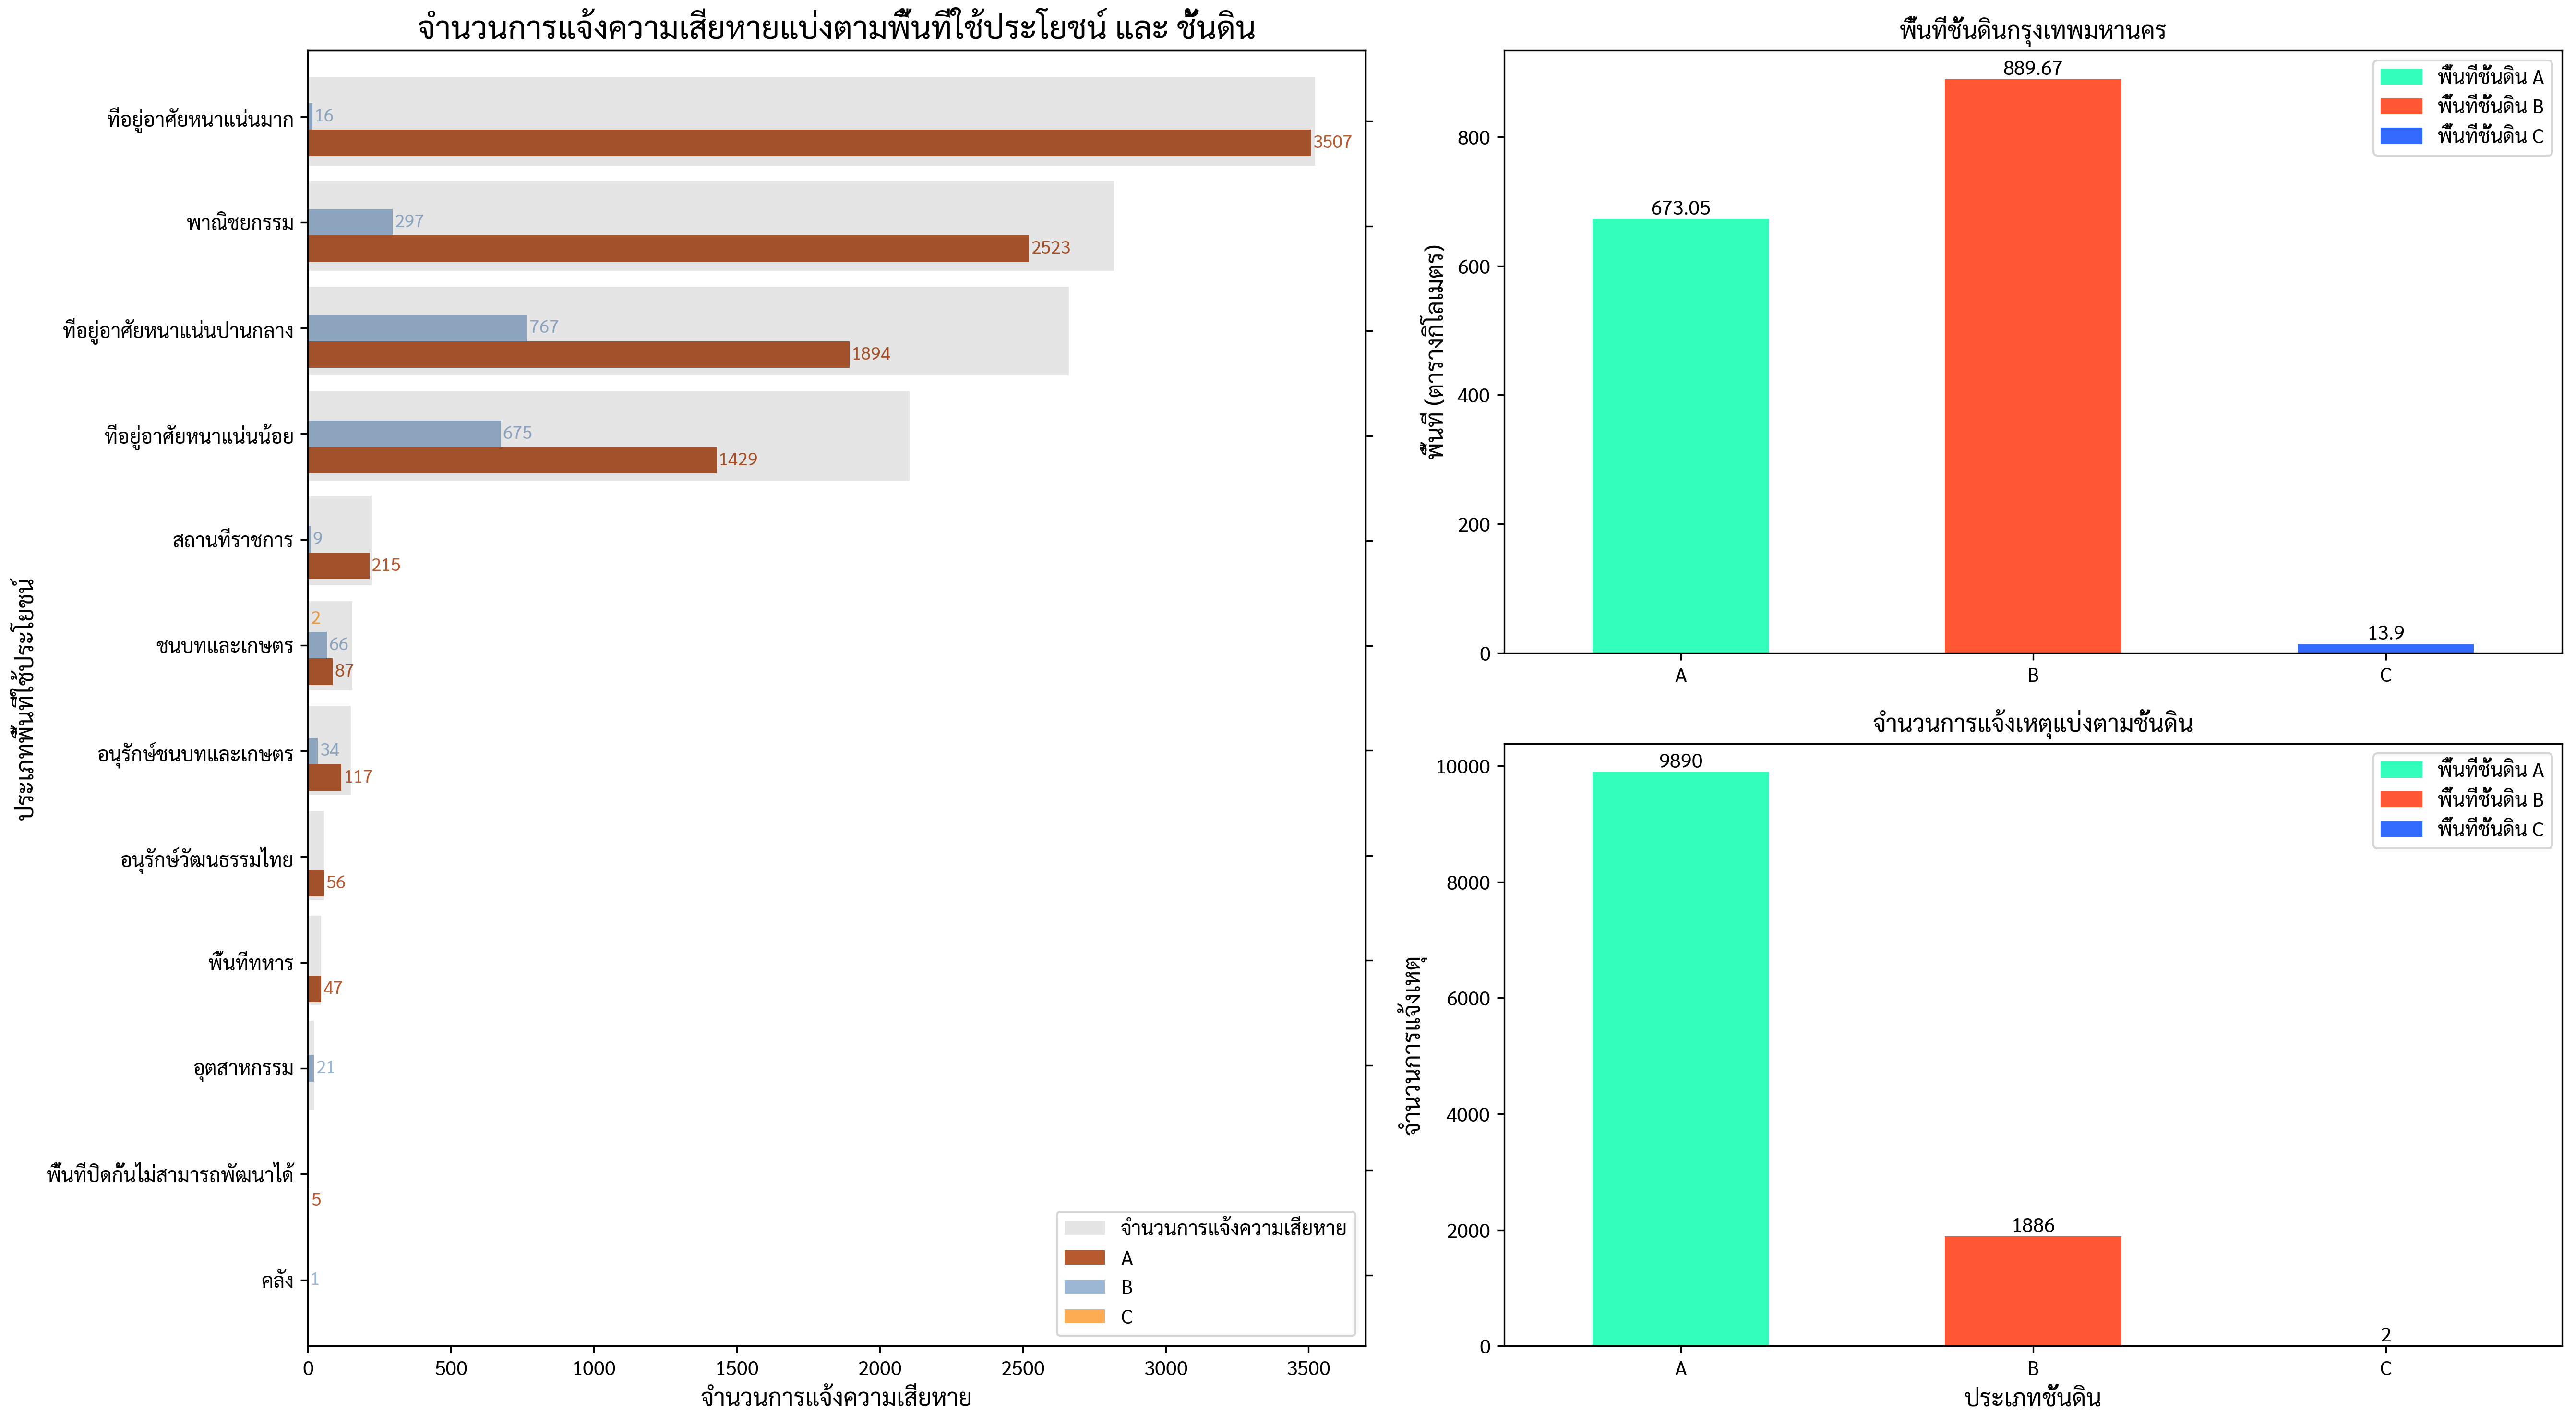 จำนวนการแจ้งความเสียหายแบ่งตามพื้นที่ใช้ประโยชน์ และ ชั้นดิน
ประเภทพื้นที่ใช้ประโยชน์
ที่อยู่อาศัยหนาแน่นมาก
16
3507
พาณิชยกรรม
297
2523
ที่อยู่อาศัยหนาแน่นปานกลาง
767
1894
ที่อยู่อาศัยหนาแน่นน้อย
675
1429
สถานที่ราชการ
9
215
ชนบทและเกษตร
2
66
87
อนุรักษ์ชนบทและเกษตร
34
117
อนุรักษ์วัฒนธรรมไทย
56
พื้นที่ทหาร
47
อุตสาหกรรม
21
พื้นที่ปิดกั้นไม่สามารถพัฒนาได้
5
คลัง
1
จำนวนการแจ้งความเสียหาย
A
B
C
0 500 1000 1500 2000 2500 3000 3500
จำนวนการแจ้งความเสียหาย
พื้นที่ชั้นดินกรุงเทพมหานคร
พื้นที่ (ตารางกิโลเมตร)
800
600
400
200
0
673.05
889.67
13.9
พื้นที่ชั้นดิน A
พื้นที่ชั้นดิน B
พื้นที่ชั้นดิน C
A B C
จำนวนการแจ้งเหตุแบ่งตามชั้นดิน
จำนวนการแจ้งเหตุ
10000
8000
6000
4000
2000
0
9890
1886
2
พื้นที่ชั้นดิน A
พื้นที่ชั้นดิน B
พื้นที่ชั้นดิน C
A B C
ประเภทชั้นดิน